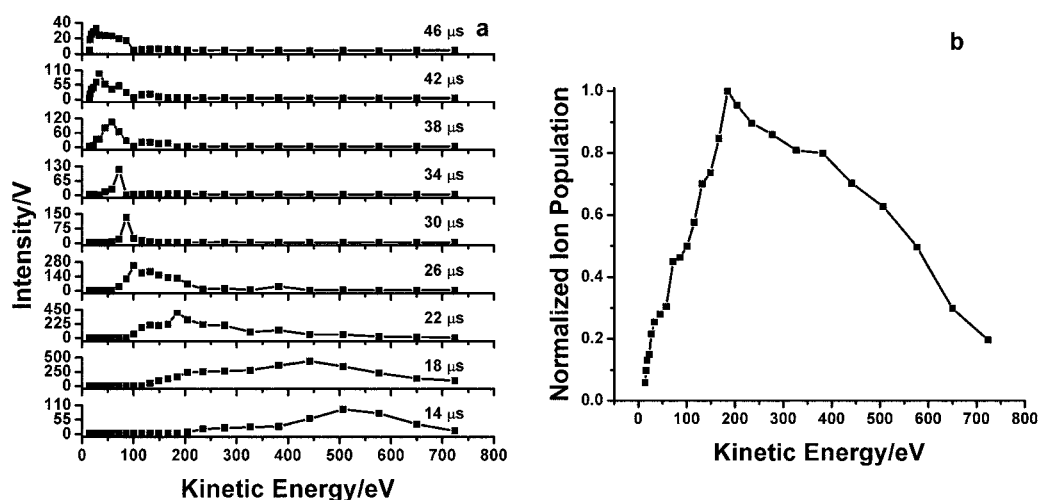 a
46 μs
40
20
0
42 μs
110
55
0
38 μs
120
60
0
34 μs
130
65
0
30 μs
150
75
0
26 μs
280
140
0
22 μs
450
225
0
18 μs
500
250
0
14 μs
110
55
0
Intensity/V
0 100 200 300 400 500 600 700 800
Kinetic Energy/eV
b
1.0
0.8
0.6
0.4
0.2
0.0
Normalized Ion Population
0 100 200 300 400 500 600 700 800
Kinetic Energy/eV